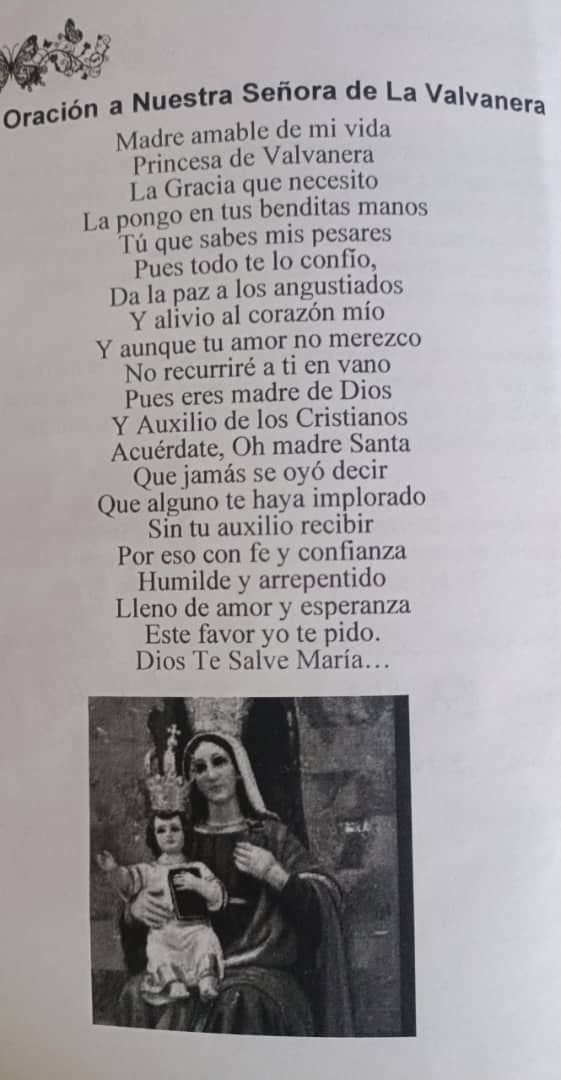 Oración a Nuestra Señora de La Valvanera
Madre amable de mi vida
Princesa de Valvanera
La Gracia que necesito
La pongo en tus benditas manos
Tú que sabes mis pesares
Pues todo te lo confío,
Da la paz a los angustiados
Y alivio al corazón mío
Y aunque tu amor no merezco
No recurriré a ti en vano
Pues eres madre de Dios
Y Auxilio de los Cristianos
Acuérdate, Oh madre Santa
Que jamás se oyó decir
Que alguno te haya implorado
Sin tu auxilio recibir
Por eso con fe y confianza
Humilde y arrepentido
Lleno de amor y esperanza
Este favor yo te pido.
Dios Te Salve María…